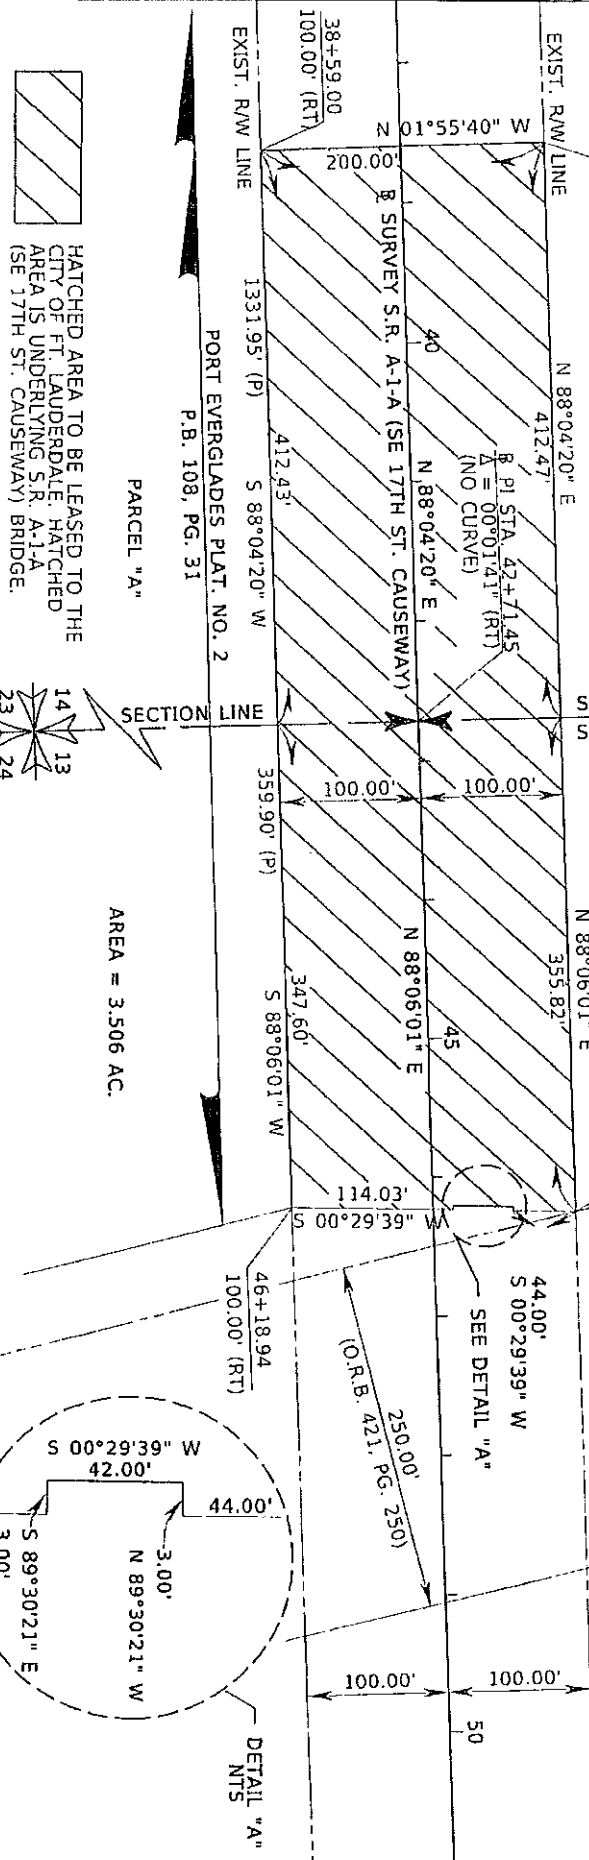 EXIST. R/W LINE
38+59.00
100.00' (RT)
EXIST. R/W LINE
N 01°55'40" W
200.00'
N 88°04'20" E
412.47'
B SURVEY S.R. A-1-A (SE 17TH ST. CAUSEWAY)
40
N 88°04'20" E
B PI STA. 42+71.45
Δ = 00°01'41" (RT)
(NO CURVE)
1331.95' (P)
412.43'
S 88°04'20" W
PORT EVERGLADES PLAT. NO. 2
P.B. 108, PG. 31
PARCEL "A"
HATCHED AREA TO BE LEASED TO THE
CITY OF FT. LAUDERDALE. HATCHED
AREA IS UNDERLYING S.R. A-1-A
(SE 17TH ST. CAUSEWAY) BRIDGE.
SECTION LINE
S
S
14
13
23
24
100.00'
100.00'
359.90' (P)
347.60'
S 88°06'01" W
N 88°06'01" E
45
N 88°06'01" E
355.82'
AREA = 3.506 AC.
114.03'
S 00°29'39" W
44.00'
S 00°29'39" W
SEE DETAIL "A"
46+18.94
100.00' (RT)
250.00'
(O.R.B. 421, PG. 250)
S 00°29'39" W
42.00'
44.00'
3.00'
N 89°30'21" W
S 89°30'21" E
3.00'
DETAIL "A"
NTS
100.00'
100.00'
50